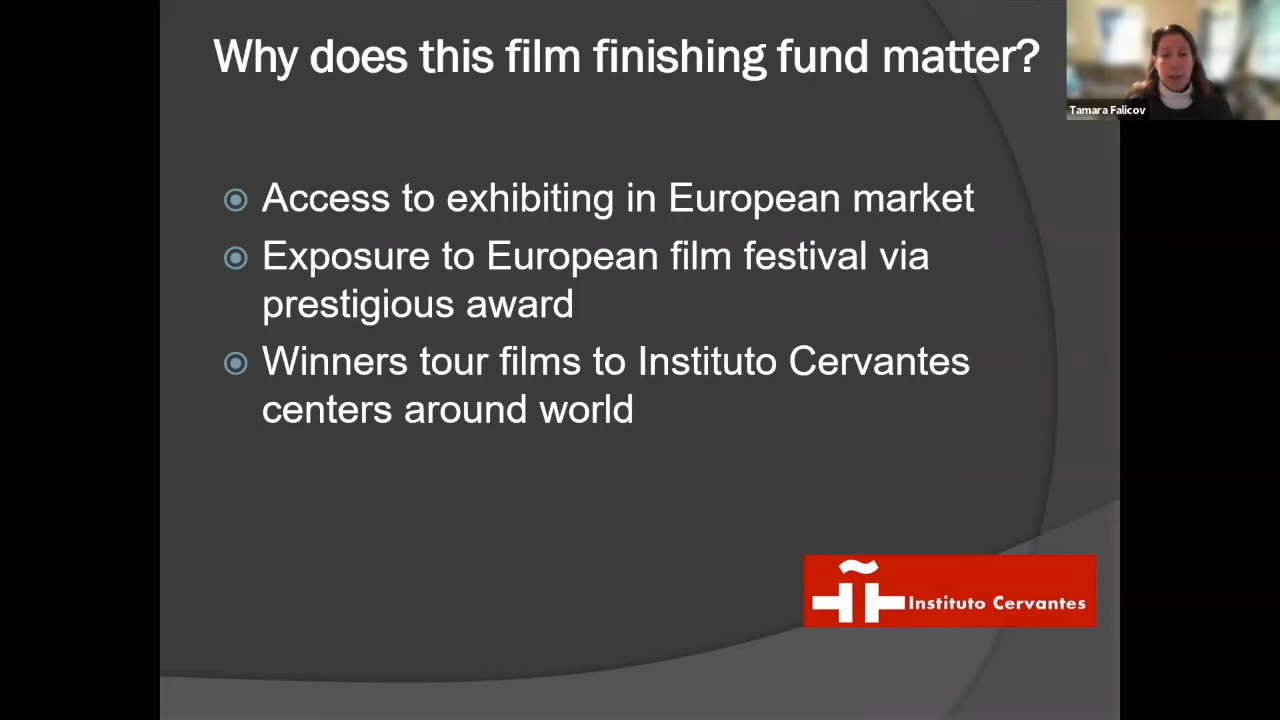 Why does this film finishing fund matter?
Tamara Falicov
Access to exhibiting in European market
Exposure to European film festival via
prestigious award
Winners tour films to Instituto Cervantes
centers around world
Instituto Cervantes